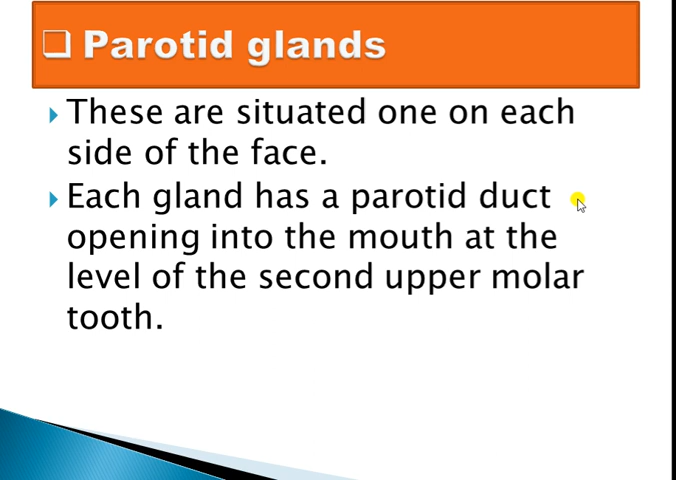 Parotid glands
These are situated one on each
side of the face.
Each gland has a parotid duct
opening into the mouth at the
level of the second upper molar
tooth.